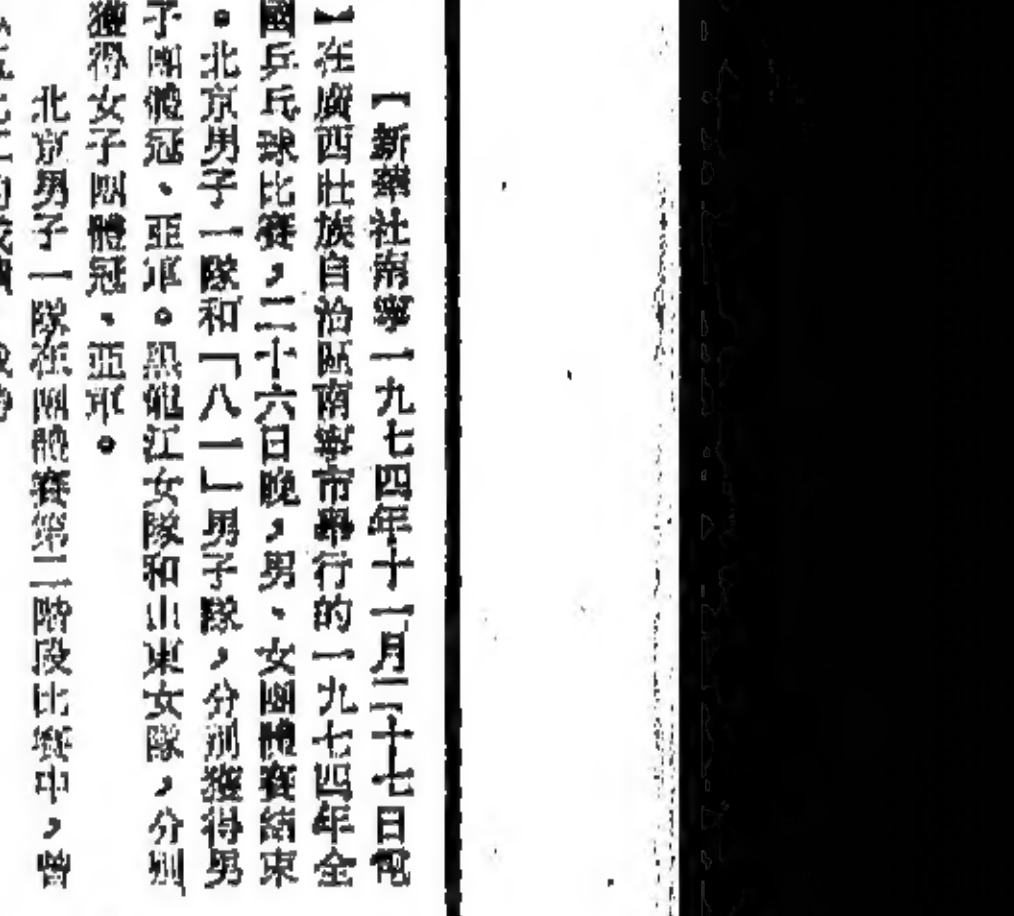 【新華社南寧一九七四年十一月二十七日電
】在廣西壯族自治區南寧市舉行的一九七四年全
國乒乓球比賽，二十六日晚，男、女團體賽結束
。北京男子一隊和「八一」男子隊，分別獲得男
子團體冠、亞軍。黑龍江女隊和山東女隊，分別
獲得女子團體冠、亞軍。
北京男子一隊在團體賽第二階段比賽中，曾